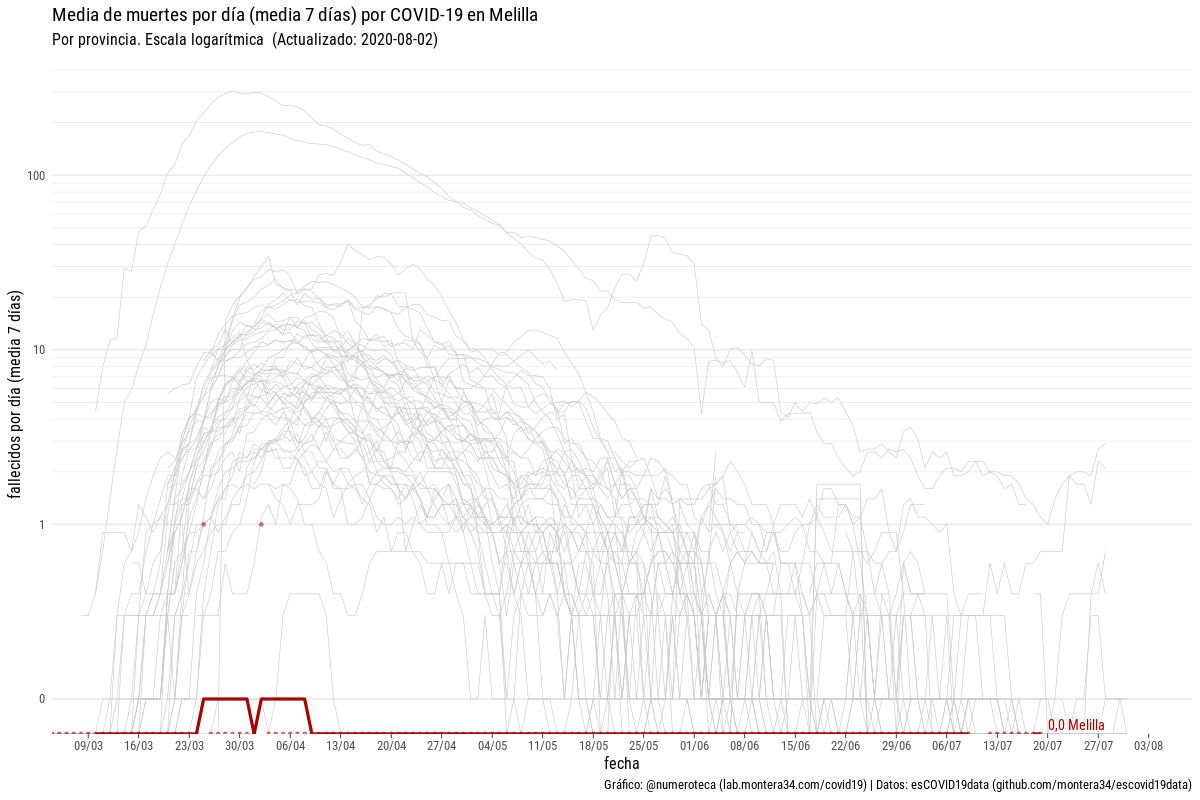 Media de muertes por día (media 7 días) por COVID-19 en Melilla
Por provincia. Escala logarítmica  (Actualizado: 2020-08-02)
fallecidos por día (media 7 días)
100
10
1
0
0,0 Melilla
09/03 16/03 23/03 30/03 06/04 13/04 20/04 27/04 04/05 11/05 18/05 25/05 01/06 08/06 15/06 22/06 29/06 06/07 13/07 20/07 27/07 03/08
fecha
Gráfico: @numeroteca (lab.montera34.com/covid19) | Datos: esCOVID19data (github.com/montera34/escovid19data)